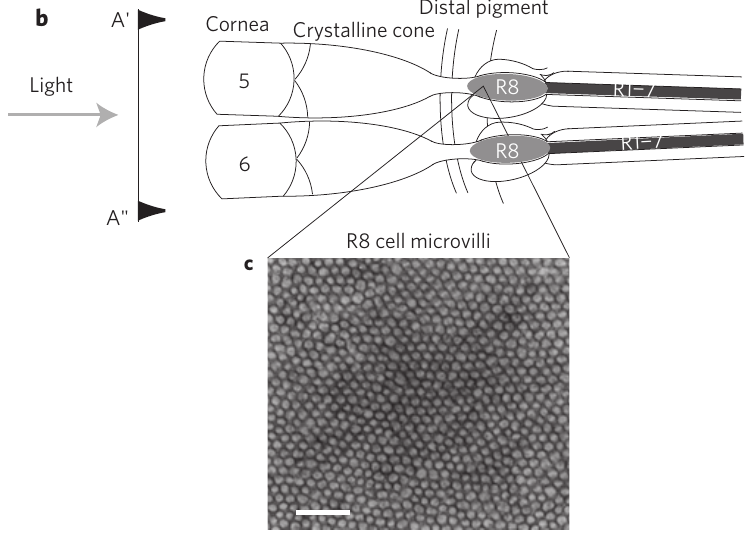 b
A'
Distal pigment
Cornea
Crystalline cone
Light
5
R8
R1–7
6
R8
R1–7
A"
R8 cell microvilli
c